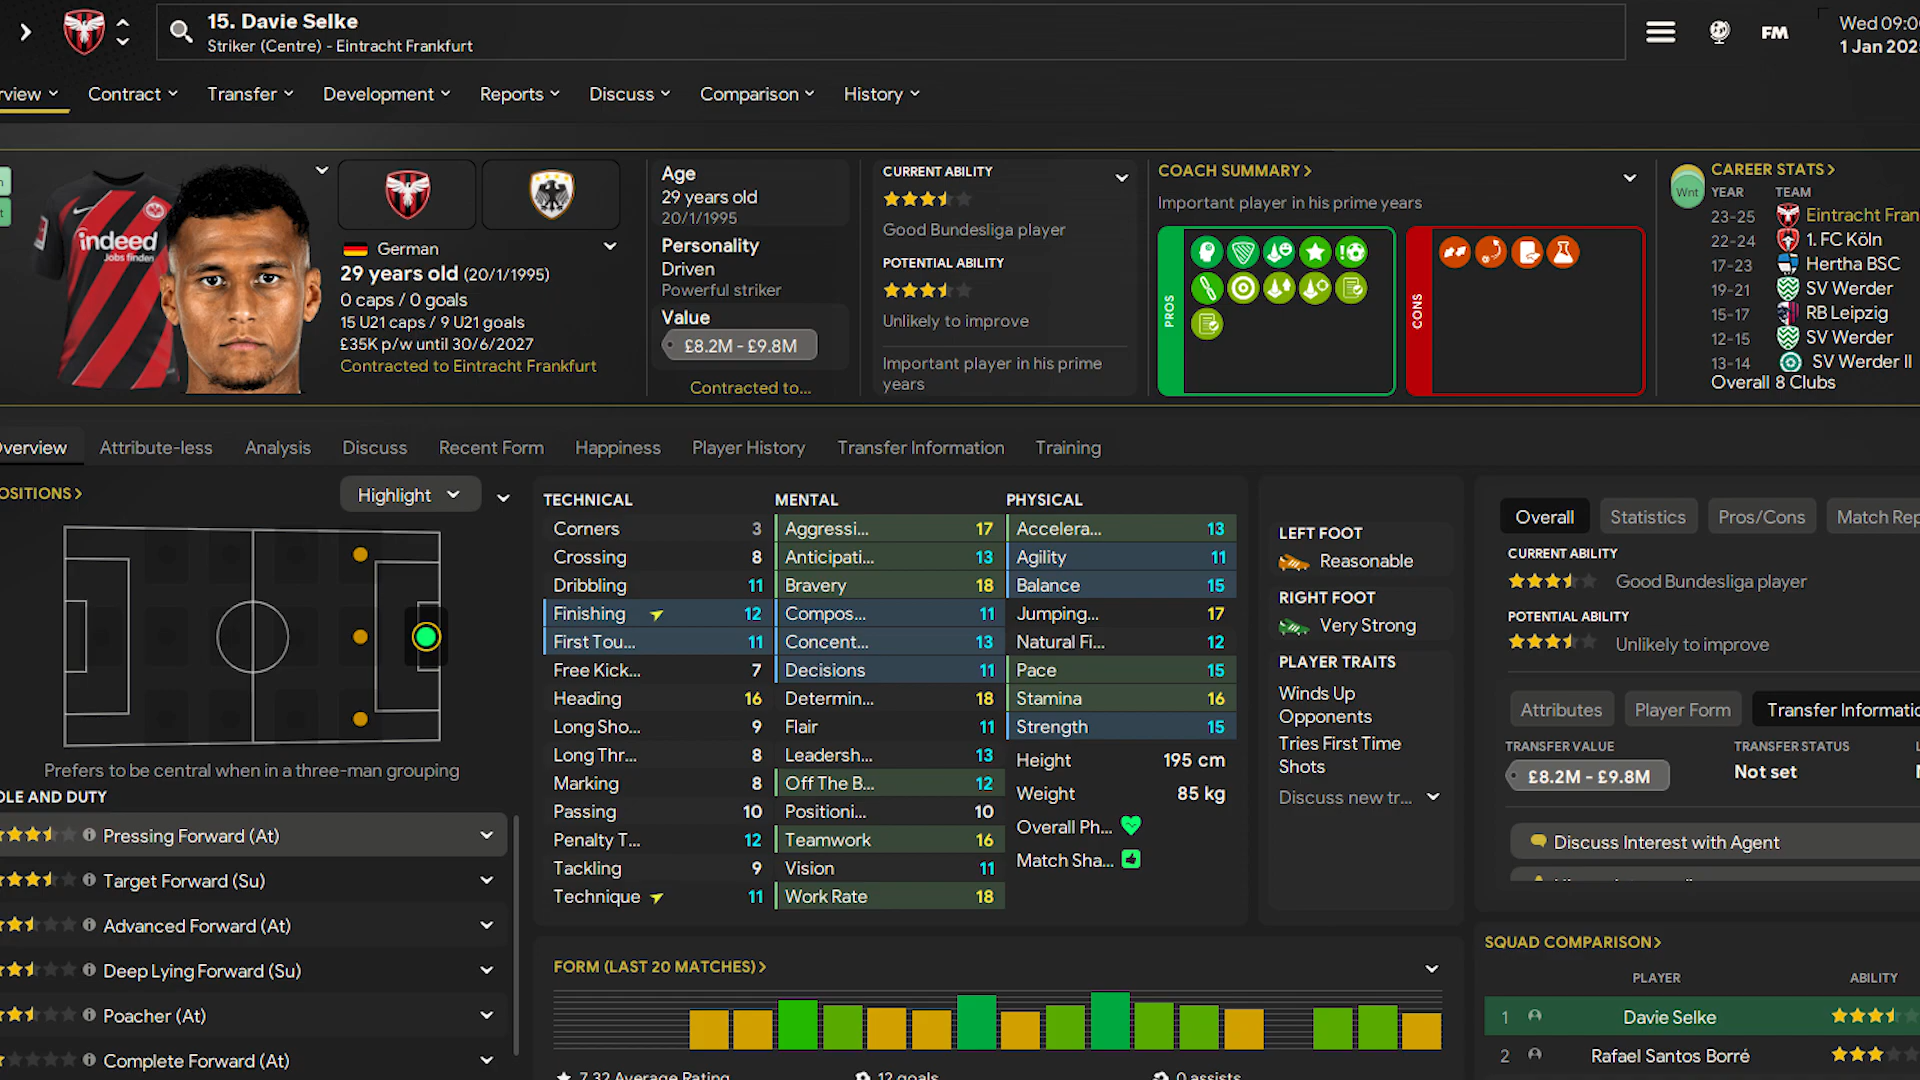 15. Davie Selke
Striker (Centre) - Eintracht Frankfurt
FM
Wed 09:0
1 Jan 202
rview
Contract
Transfer
Development
Reports
Discuss
Comparison
History
indeed
Jobs finden
German
29 years old (20/1/1995)
0 caps / 0 goals
15 U21 caps / 9 U21 goals
£35K p/w until 30/6/2027
Contracted to Eintracht Frankfurt
Age
29 years old
20/1/1995
Personality
Driven
Powerful striker
Value
£8.2M - £9.8M
Contracted to...
CURRENT ABILITY
Good Bundesliga player
POTENTIAL ABILITY
Unlikely to improve
Important player in his prime
years
COACH SUMMARY >
Important player in his prime years
PROS
CONS
Wnt
CAREER STATS >
YEAR TEAM
23-25 Eintracht Fran
22-24 1. FC Köln
17-23 Hertha BSC
19-21 SV Werder
15-17 RB Leipzig
12-15 SV Werder
13-14 SV Werder II
Overall 8 Clubs
Overview
Attribute-less
Analysis
Discuss
Recent Form
Happiness
Player History
Transfer Information
Training
OSITIONS >
Highlight
Prefers to be central when in a three-man grouping
OLE AND DUTY
Pressing Forward (At)
Target Forward (Su)
Advanced Forward (At)
Deep Lying Forward (Su)
Poacher (At)
Complete Forward (At)
TECHNICAL
Corners 3
Crossing 8
Dribbling 11
Finishing 12
First Tou... 11
Free Kick... 7
Heading 16
Long Sho... 9
Long Thr... 8
Marking 8
Passing 10
Penalty T... 12
Tackling 9
Technique 11
MENTAL
Aggressi... 17
Anticipati... 13
Bravery 18
Compos... 11
Concent... 13
Decisions 11
Determin... 18
Flair 11
Leadersh... 13
Off The B... 12
Positioni... 10
Teamwork 16
Vision 11
Work Rate 18
PHYSICAL
Accelera... 13
Agility 11
Balance 15
Jumping... 17
Natural Fi... 12
Pace 15
Stamina 16
Strength 15
Height 195 cm
Weight 85 kg
Overall Ph...
Match Sha...
LEFT FOOT
Reasonable
RIGHT FOOT
Very Strong
PLAYER TRAITS
Winds Up
Opponents
Tries First Time
Shots
Discuss new tr...
Overall
Statistics
Pros/Cons
Match Rep
CURRENT ABILITY
Good Bundesliga player
POTENTIAL ABILITY
Unlikely to improve
Attributes
Player Form
Transfer Informatio
TRANSFER VALUE
£8.2M - £9.8M
TRANSFER STATUS
Not set
Discuss Interest with Agent
FORM (LAST 20 MATCHES) >
7.32 Average Rating
12 goals
0 assists
SQUAD COMPARISON >
PLAYER ABILITY
1 Davie Selke
2 Rafael Santos Borré